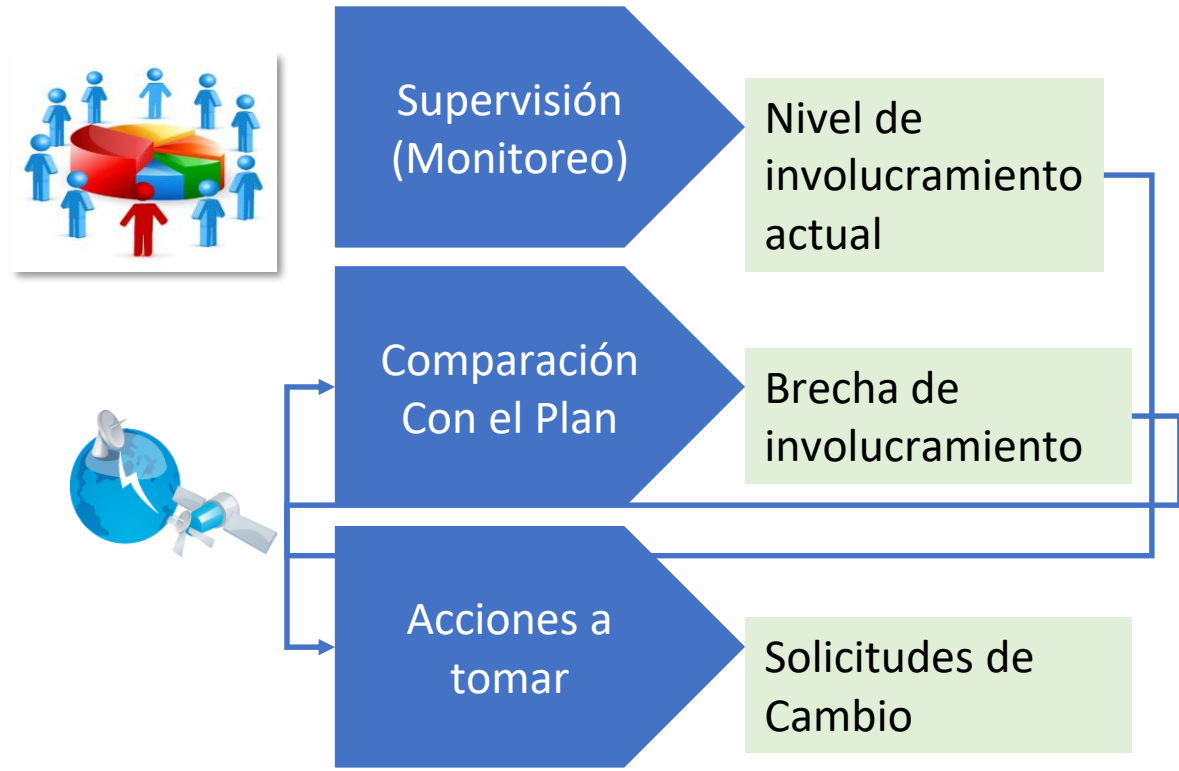 Supervisión
(Monitoreo)
Nivel de
involucramiento
actual
Comparación
Con el Plan
Brecha de
involucramiento
Acciones a
tomar
Solicitudes de
Cambio